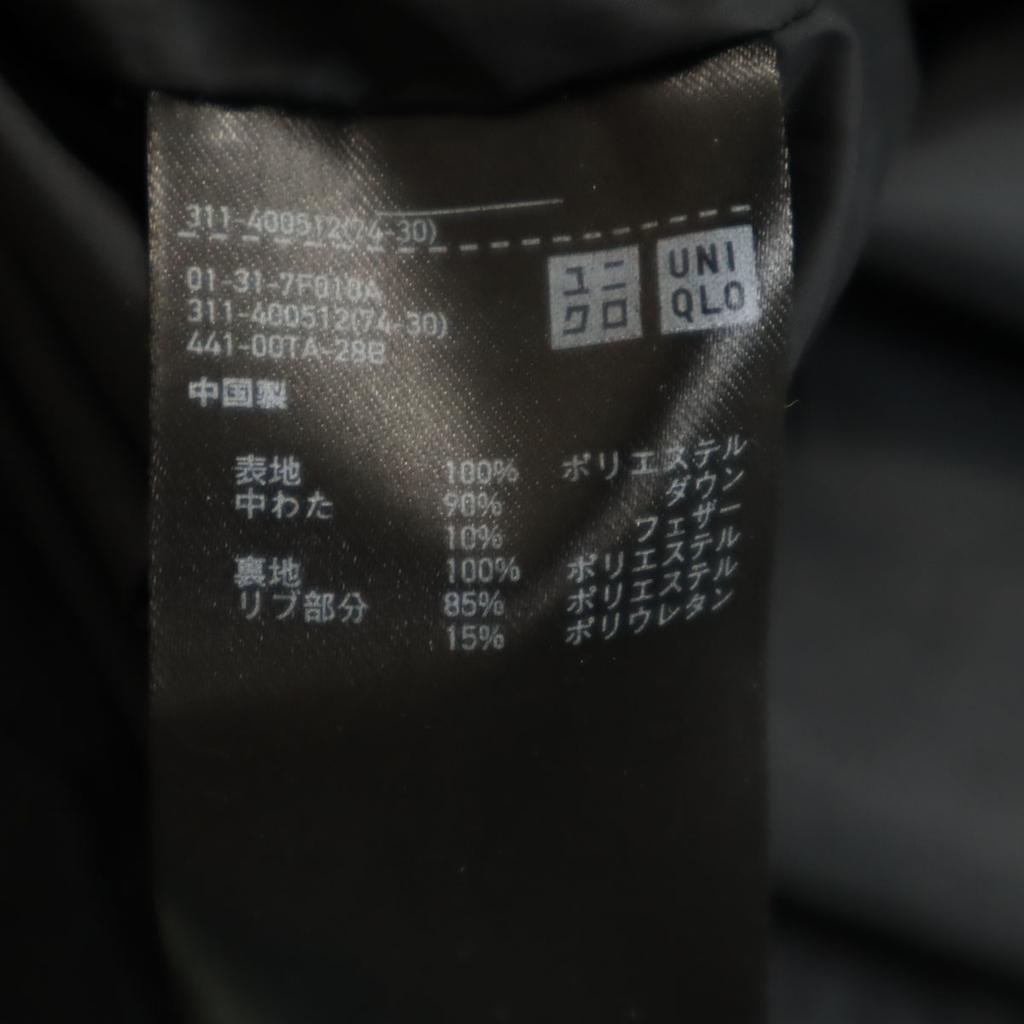 311-400512(74-30)
ユニクロ
UNIQLO
01-31-7F018A
311-400512(74-30)
441-00TA-28B
中国製
表地 100% ポリエステル
中わた 90% ダウン
10% フェザー
裏地 100% ポリエステル
リブ部分 85% ポリエステル
15% ポリウレタン